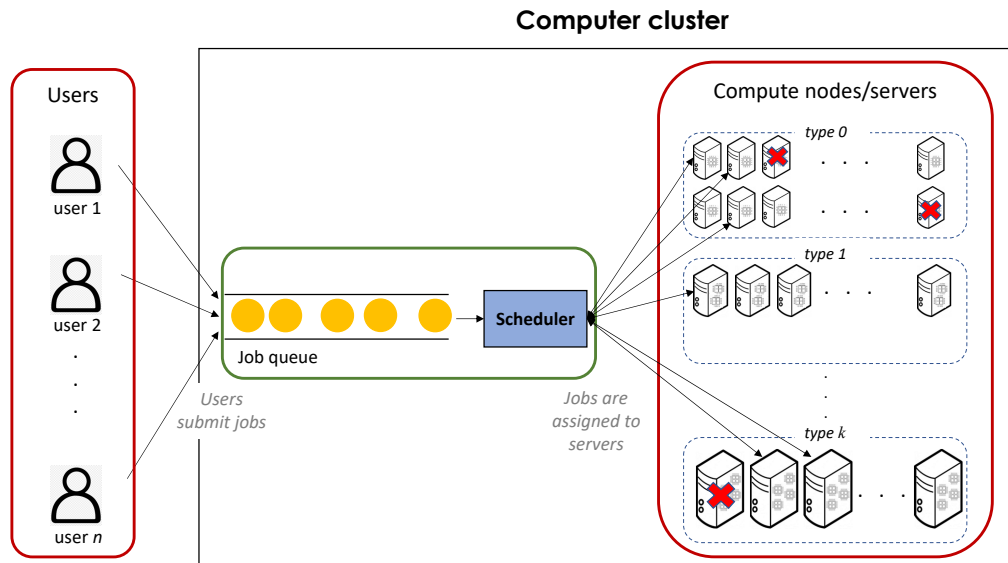 Computer cluster
Users
user 1
user 2
.
.
.
user n
Users
submit jobs
Job queue
Scheduler
Jobs are
assigned to
servers
Compute nodes/servers
type 0
. . .
. . .
type 1
. . .
.
.
.
type k
. . .